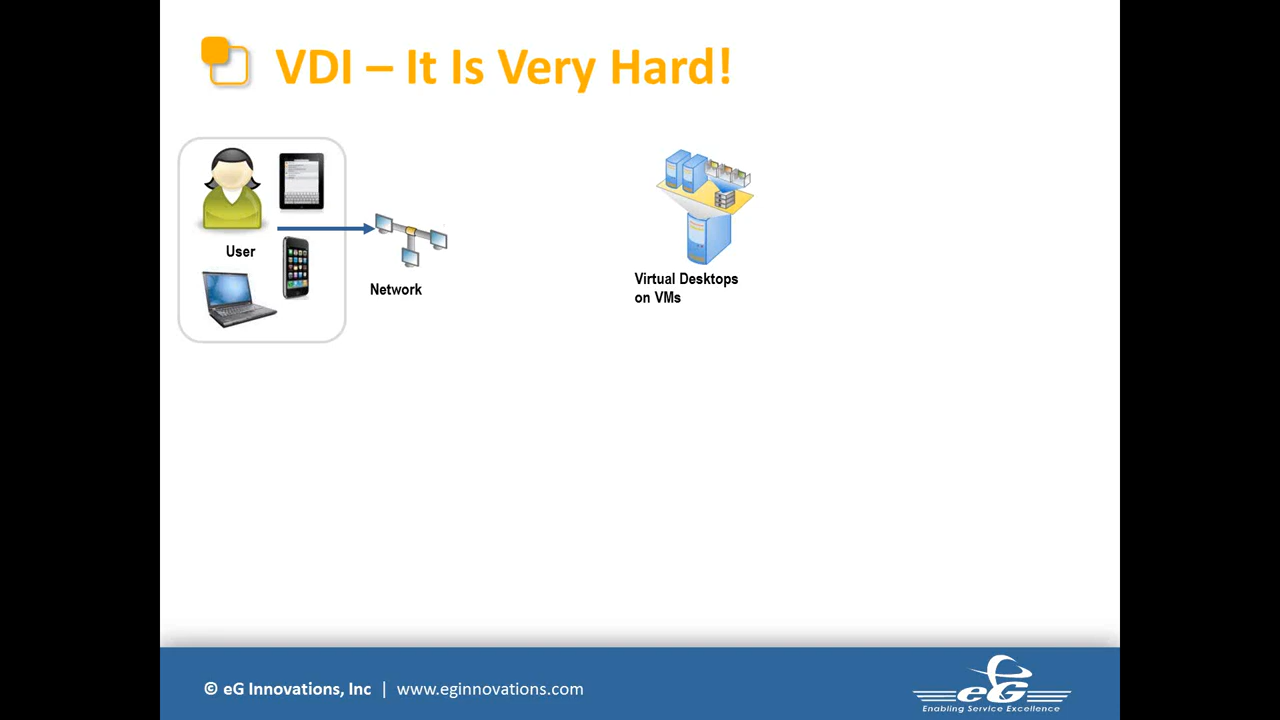 VDI – It Is Very Hard!
User
Network
Virtual Desktops
on VMs
© eG Innovations, Inc | www.eginnovations.com
eG
Enabling Service Excellence